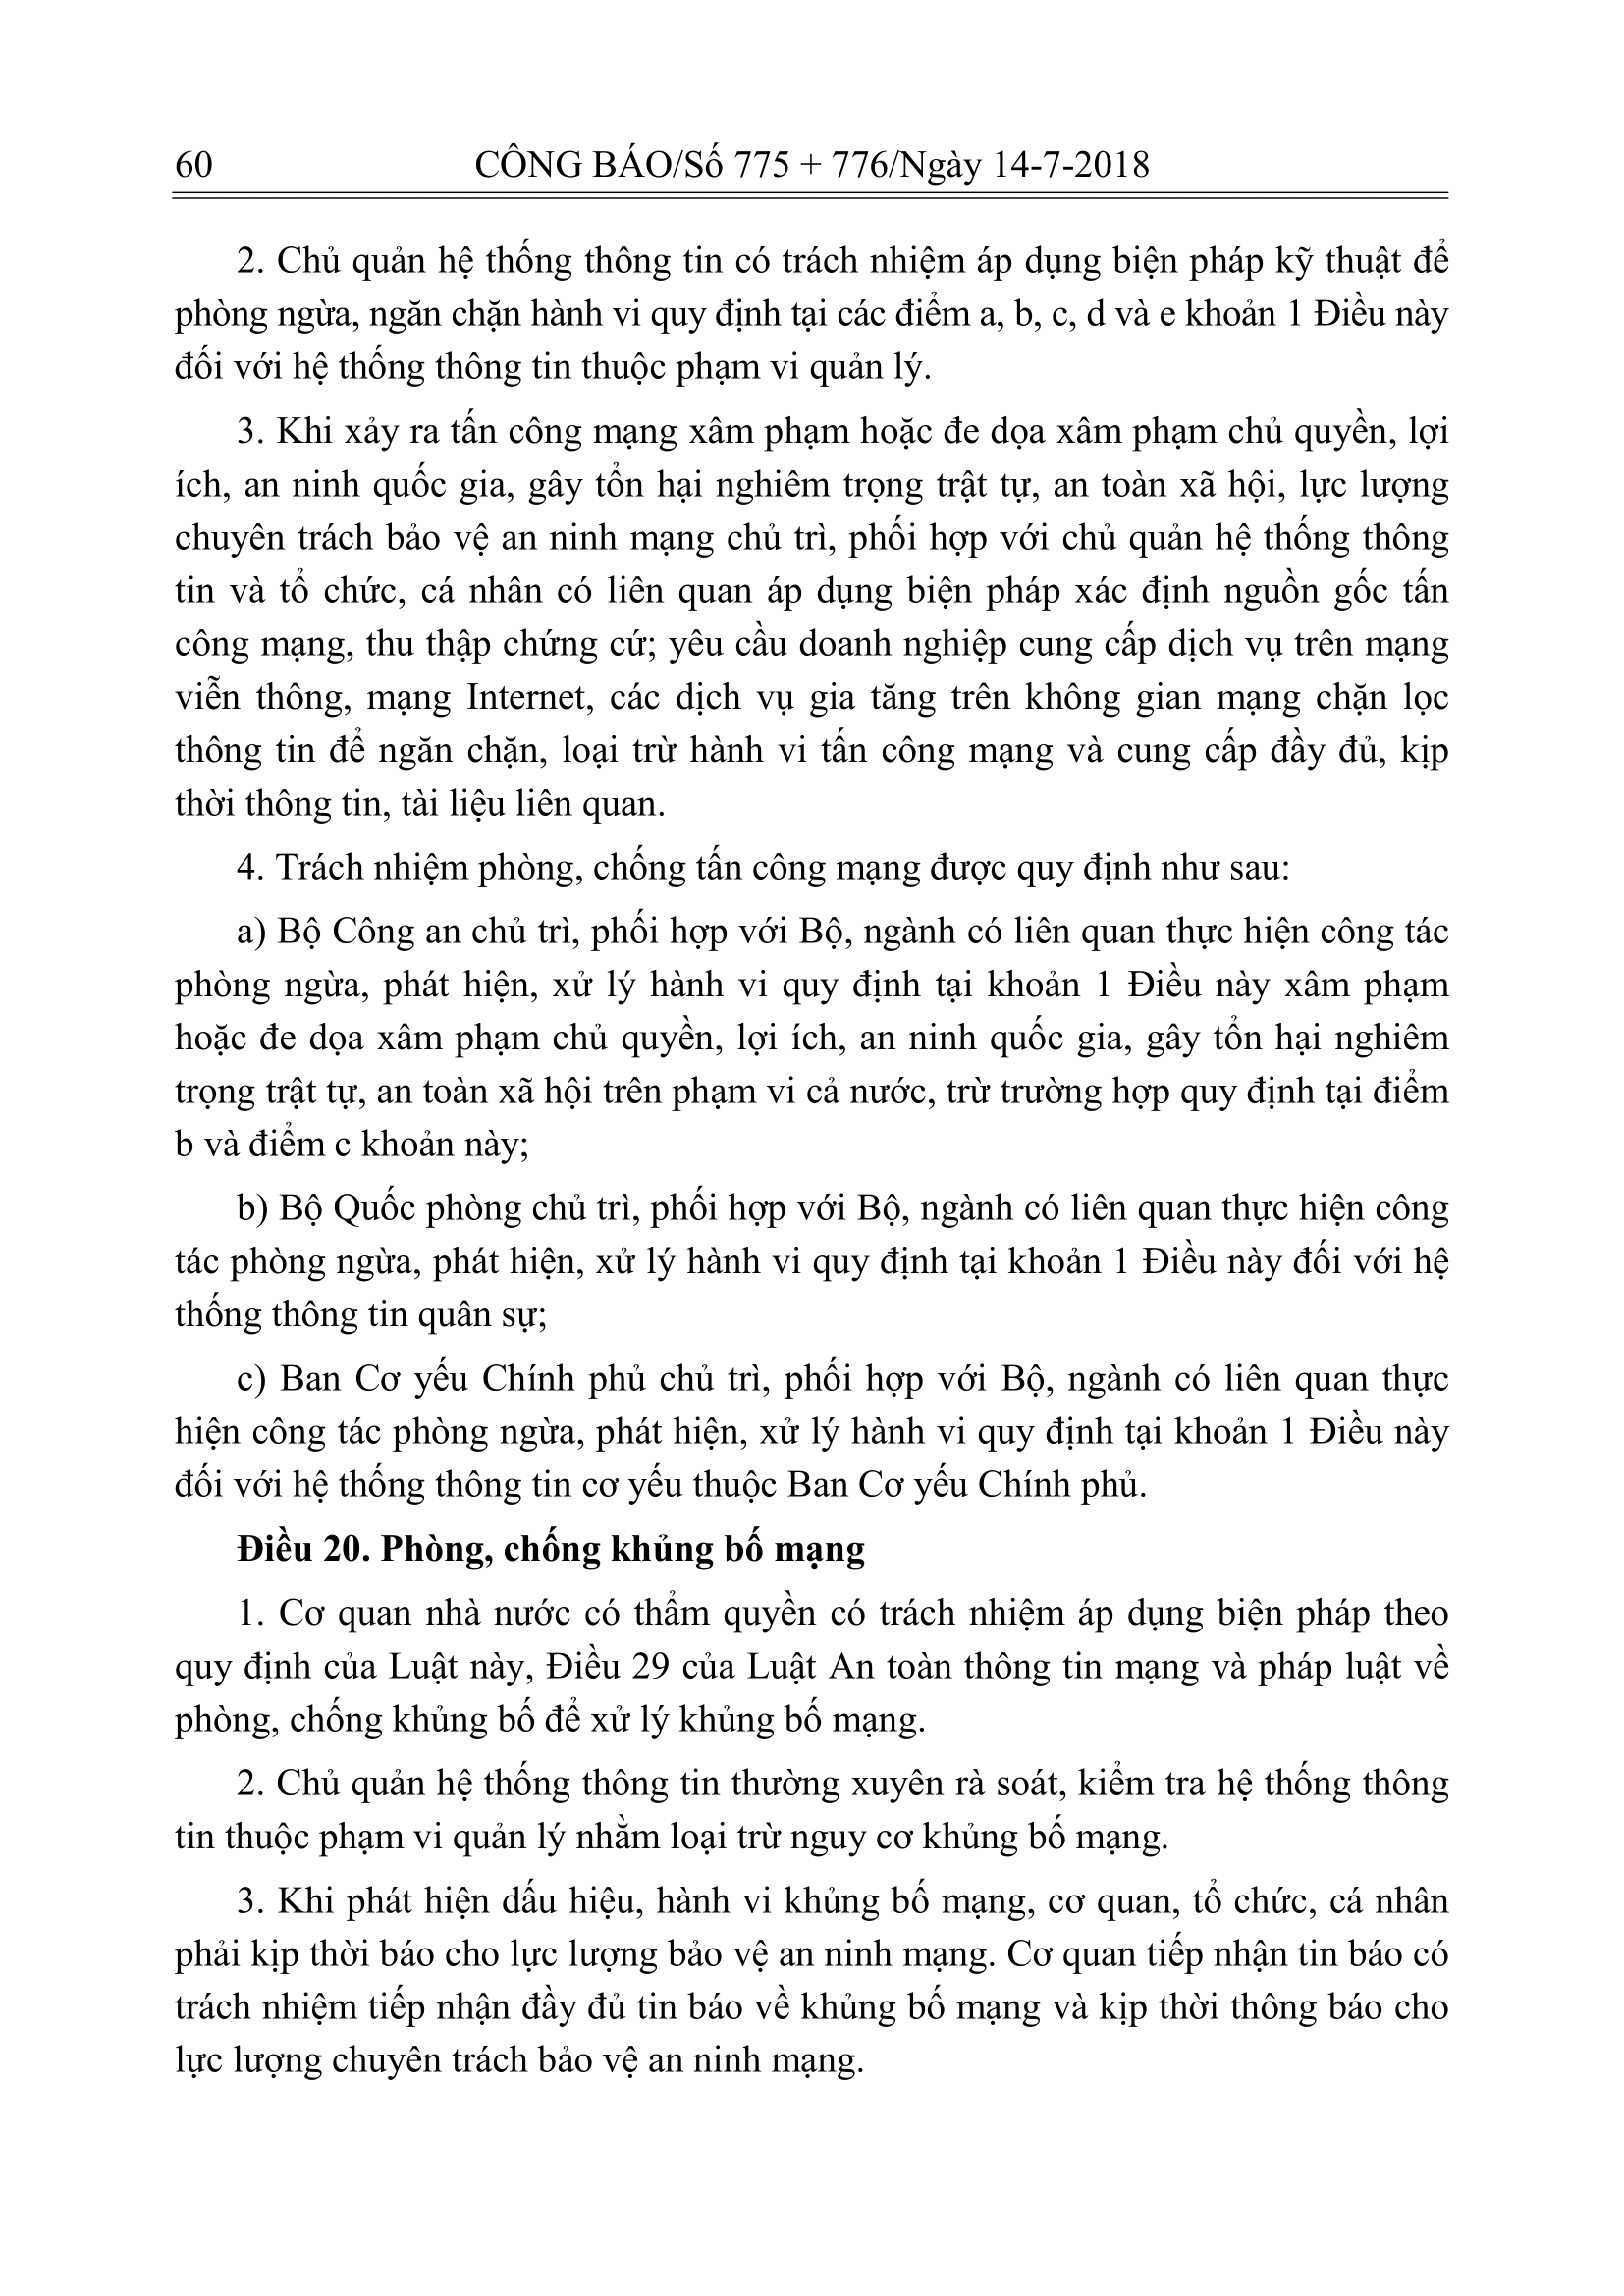 60 CÔNG BÁO/Số 775 + 776/Ngày 14-7-2018
2. Chủ quản hệ thống thông tin có trách nhiệm áp dụng biện pháp kỹ thuật để
phòng ngừa, ngăn chặn hành vi quy định tại các điểm a, b, c, d và e khoản 1 Điều này
đối với hệ thống thông tin thuộc phạm vi quản lý.
3. Khi xảy ra tấn công mạng xâm phạm hoặc đe dọa xâm phạm chủ quyền, lợi
ích, an ninh quốc gia, gây tổn hại nghiêm trọng trật tự, an toàn xã hội, lực lượng
chuyên trách bảo vệ an ninh mạng chủ trì, phối hợp với chủ quản hệ thống thông
tin và tổ chức, cá nhân có liên quan áp dụng biện pháp xác định nguồn gốc tấn
công mạng, thu thập chứng cứ; yêu cầu doanh nghiệp cung cấp dịch vụ trên mạng
viễn thông, mạng Internet, các dịch vụ gia tăng trên không gian mạng chặn lọc
thông tin để ngăn chặn, loại trừ hành vi tấn công mạng và cung cấp đầy đủ, kịp
thời thông tin, tài liệu liên quan.
4. Trách nhiệm phòng, chống tấn công mạng được quy định như sau:
a) Bộ Công an chủ trì, phối hợp với Bộ, ngành có liên quan thực hiện công tác
phòng ngừa, phát hiện, xử lý hành vi quy định tại khoản 1 Điều này xâm phạm
hoặc đe dọa xâm phạm chủ quyền, lợi ích, an ninh quốc gia, gây tổn hại nghiêm
trọng trật tự, an toàn xã hội trên phạm vi cả nước, trừ trường hợp quy định tại điểm
b và điểm c khoản này;
b) Bộ Quốc phòng chủ trì, phối hợp với Bộ, ngành có liên quan thực hiện công
tác phòng ngừa, phát hiện, xử lý hành vi quy định tại khoản 1 Điều này đối với hệ
thống thông tin quân sự;
c) Ban Cơ yếu Chính phủ chủ trì, phối hợp với Bộ, ngành có liên quan thực
hiện công tác phòng ngừa, phát hiện, xử lý hành vi quy định tại khoản 1 Điều này
đối với hệ thống thông tin cơ yếu thuộc Ban Cơ yếu Chính phủ.
Điều 20. Phòng, chống khủng bố mạng
1. Cơ quan nhà nước có thẩm quyền có trách nhiệm áp dụng biện pháp theo
quy định của Luật này, Điều 29 của Luật An toàn thông tin mạng và pháp luật về
phòng, chống khủng bố để xử lý khủng bố mạng.
2. Chủ quản hệ thống thông tin thường xuyên rà soát, kiểm tra hệ thống thông
tin thuộc phạm vi quản lý nhằm loại trừ nguy cơ khủng bố mạng.
3. Khi phát hiện dấu hiệu, hành vi khủng bố mạng, cơ quan, tổ chức, cá nhân
phải kịp thời báo cho lực lượng bảo vệ an ninh mạng. Cơ quan tiếp nhận tin báo có
trách nhiệm tiếp nhận đầy đủ tin báo về khủng bố mạng và kịp thời thông báo cho
lực lượng chuyên trách bảo vệ an ninh mạng.